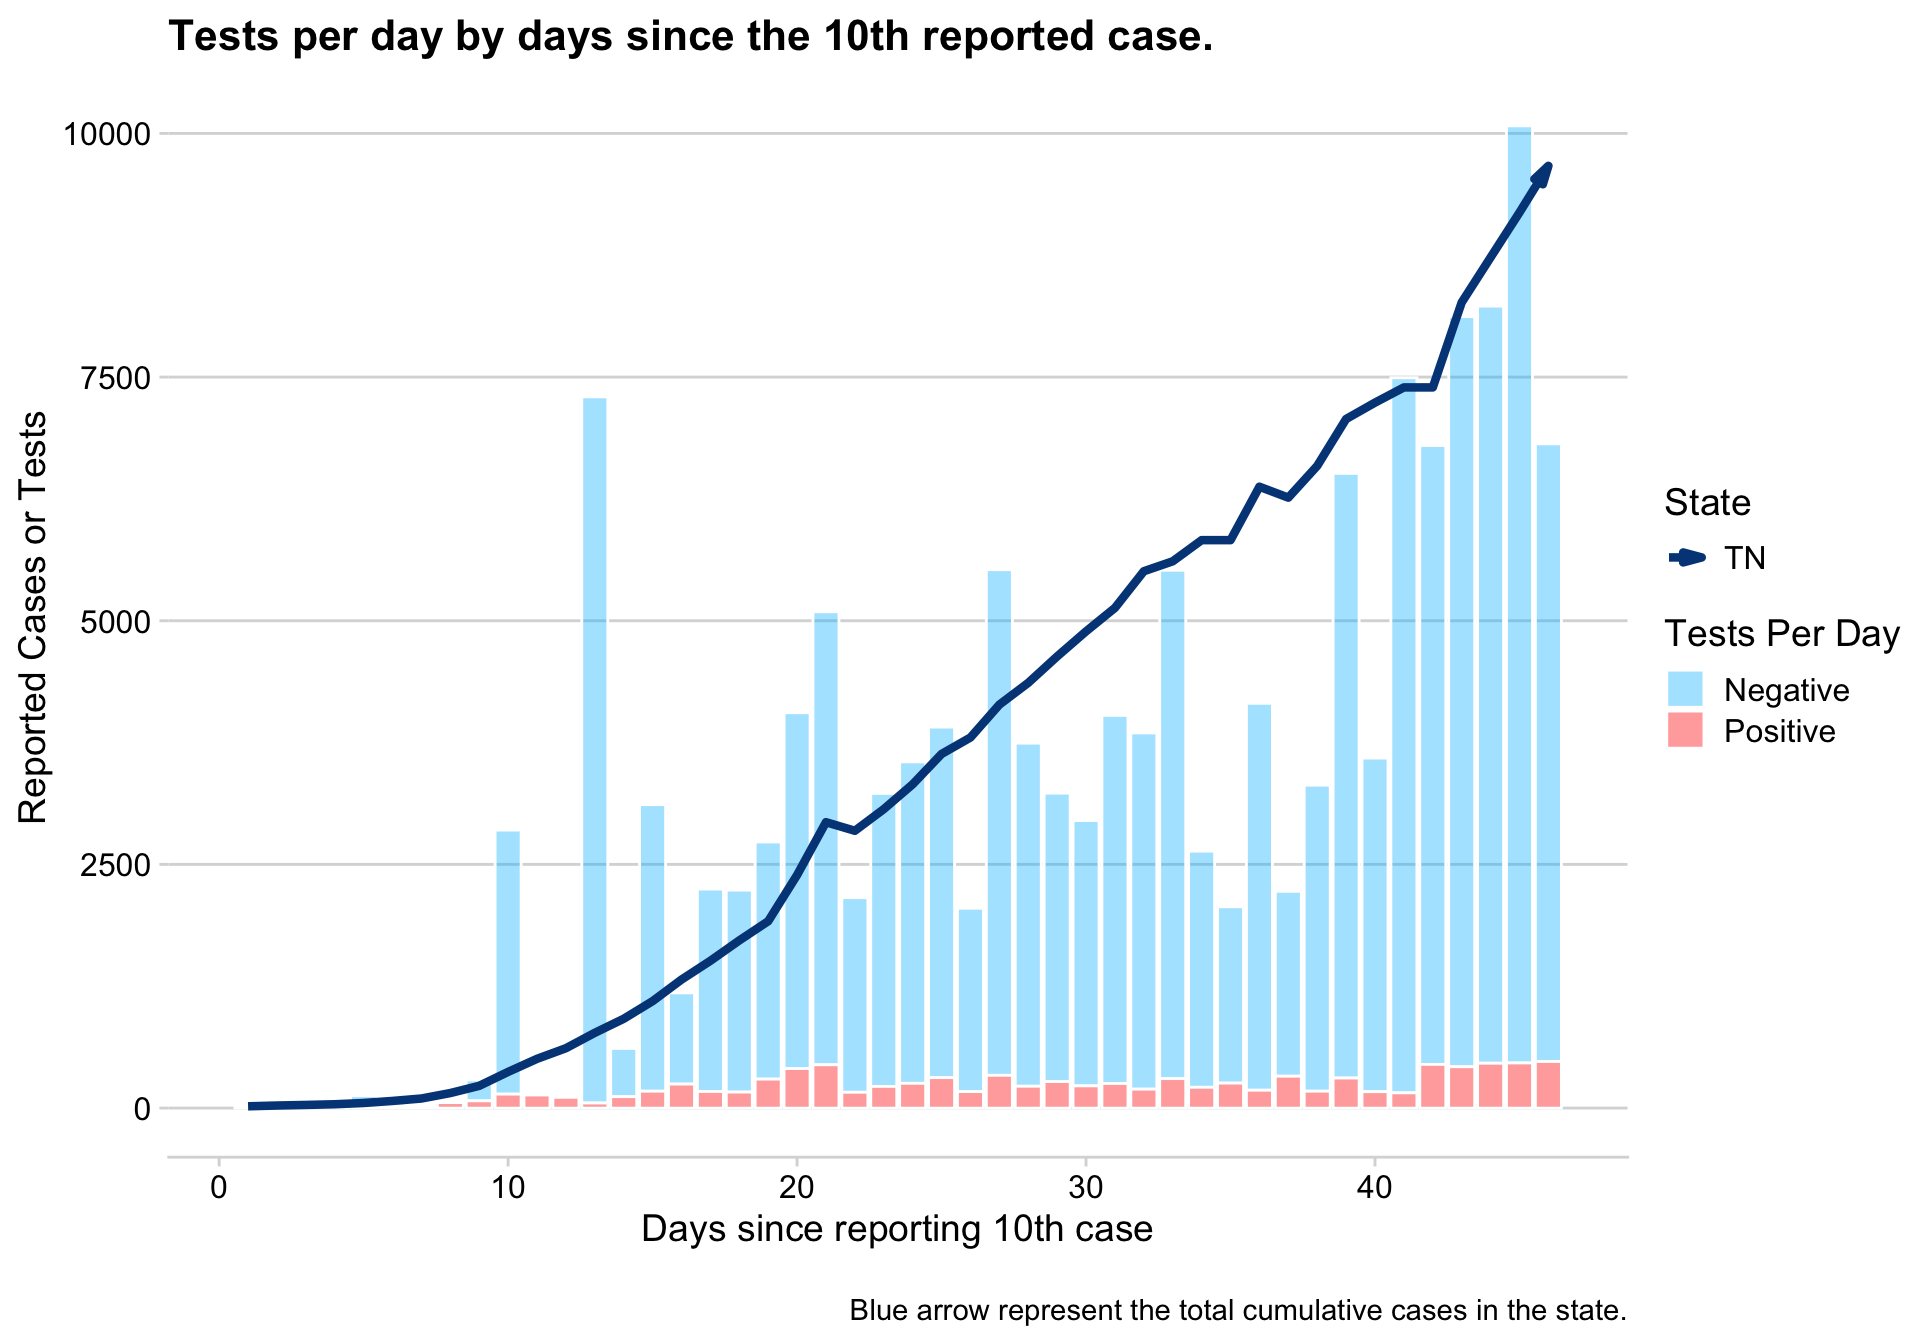 Tests per day by days since the 10th reported case.
10000
7500
5000
2500
0
Reported Cases or Tests
0 10 20 30 40
Days since reporting 10th case
State
TN
Tests Per Day
Negative
Positive
Blue arrow represent the total cumulative cases in the state.